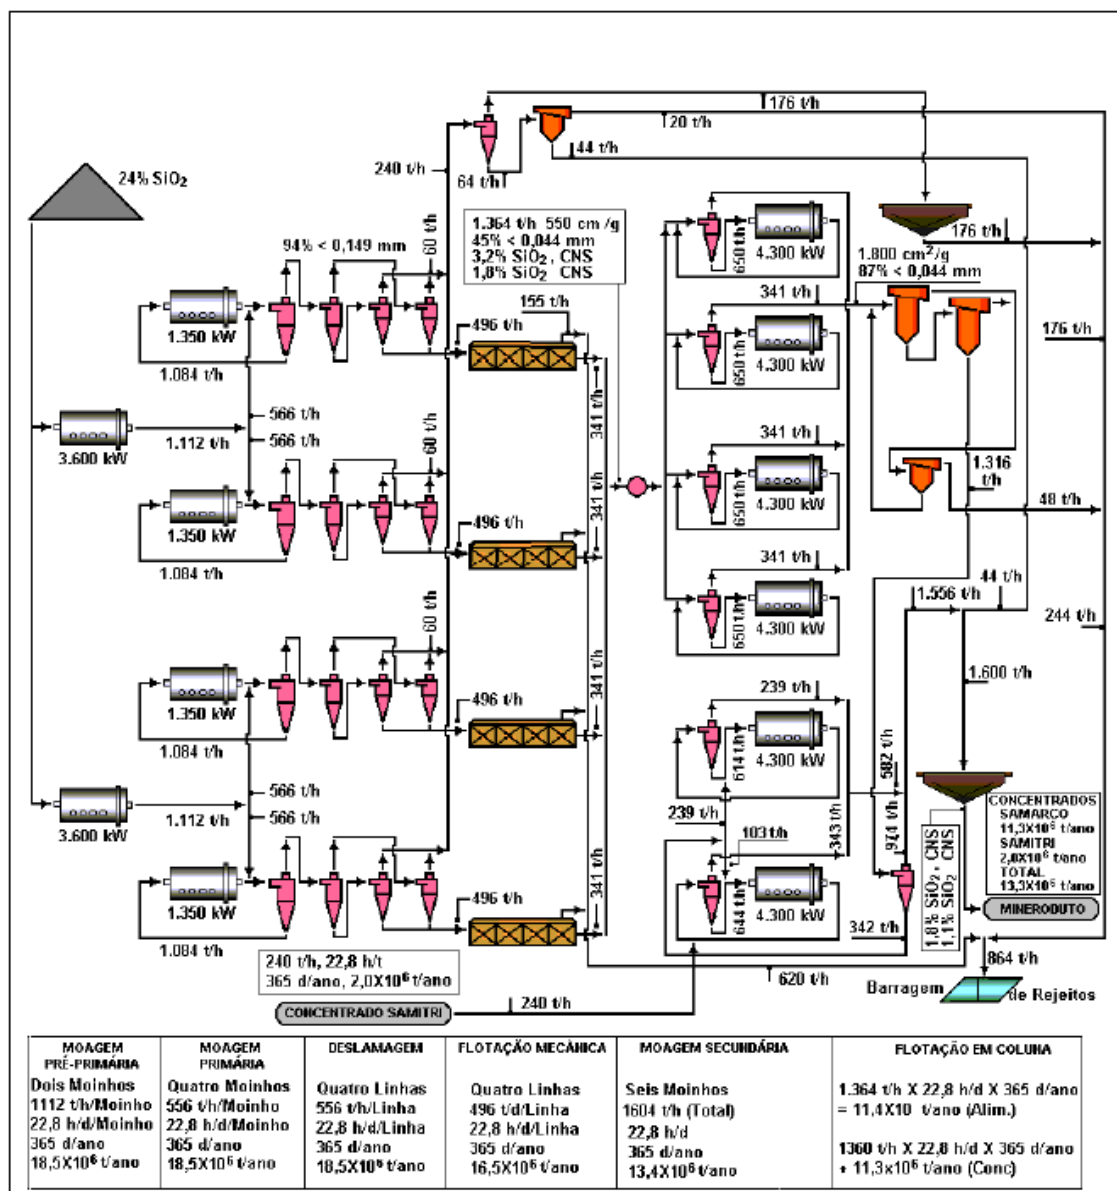 176 t/h
20 t/h
44 t/h
240 t/h
64 t/h
24% SiO₂
94% < 0,149 mm
60 t/h
1.364 t/h 550 cm /g
45% < 0,044 mm
3,2% SiO₂ , CNS
1,8% SiO₂ CNS
650 t/h
4.300 kW
176 t/h
1.800 cm²/g
87% < 0,044 mm
1.350 kW
1.084 t/h
496 t/h
155 t/h
341 t/h
341 t/h
650 t/h
4.300 kW
176 t/h
3.600 kW
1.112 t/h
566 t/h
566 t/h
60 t/h
341 t/h
341 t/h
650 t/h
4.300 kW
1.316
t/h
48 t/h
1.350 kW
1.084 t/h
496 t/h
341 t/h
341 t/h
650 t/h
4.300 kW
1.556 t/h
44 t/h
244 t/h
60 t/h
1.350 kW
1.084 t/h
496 t/h
341 t/h
239 t/h
614 t/h
4.300 kW
582 t/h
1.600 t/h
3.600 kW
1.112 t/h
566 t/h
566 t/h
239 t/h
103 t/h
343 t/h
974 t/h
CONCENTRADOS
SAMARCO
11,3X10⁶ t/ano
SAMITRI
2,0X10⁶ t/ano
TOTAL
13,3X10⁶ t/ano
MINERODUTO
1.350 kW
1.084 t/h
496 t/h
341 t/h
644 t/h
4.300 kW
342 t/h
1,8% SiO₂ , CNS
1,1% SiO₂ CNS
240 t/h, 22,8 h/t
365 d/ano, 2,0X10⁶ t/ano
CONCENTRADO SAMITRI
240 t/h
620 t/h
864 t/h
Barragem
de Rejeitos
MOAGEM
PRÉ-PRIMÁRIA
Dois Moinhos
1112 t/h/Moinho
22,8 h/d/Moinho
365 d/ano
18,5X10⁶ t/ano
MOAGEM
PRIMÁRIA
Quatro Moinhos
556 t/h/Moinho
22,8 h/d/Moinho
365 d/ano
18,5X10⁶ t/ano
DESLAMAGEM
Quatro Linhas
556 t/h/Linha
22,8 h/d/Linha
365 d/ano
18,5X10⁶ t/ano
FLOTAÇÃO MECÂNICA
Quatro Linhas
496 t/d/Linha
22,8 h/d/Linha
365 d/ano
16,5X10⁶ t/ano
MOAGEM SECUNDÁRIA
Seis Moinhos
1604 t/h (Total)
22,8 h/d
365 d/ano
13,4X10⁶ t/ano
FLOTAÇÃO EM COLUNA
1.364 t/h X 22,8 h/d X 365 d/ano
= 11,4X10 t/ano (Alim.)
1360 t/h X 22,8 h/d X 365 d/ano
+ 11,3x10⁶ t/ano (Conc)